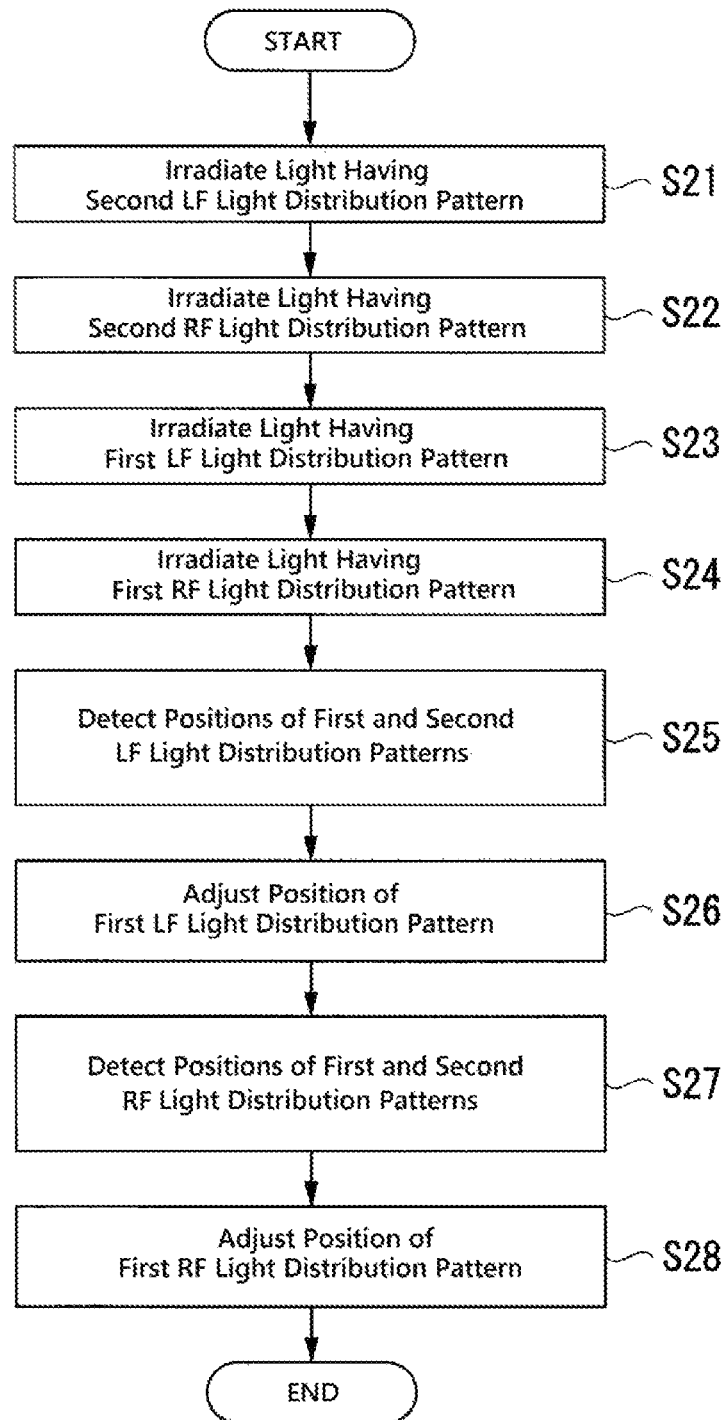 START
Irradiate Light Having
Second LF Light Distribution Pattern
S21
Irradiate Light Having
Second RF Light Distribution Pattern
S22
Irradiate Light Having
First LF Light Distribution Pattern
S23
Irradiate Light Having
First RF Light Distribution Pattern
S24
Detect Positions of First and Second
LF Light Distribution Patterns
S25
Adjust Position of
First LF Light Distribution Pattern
S26
Detect Positions of First and Second
RF Light Distribution Patterns
S27
Adjust Position of
First RF Light Distribution Pattern
S28
END